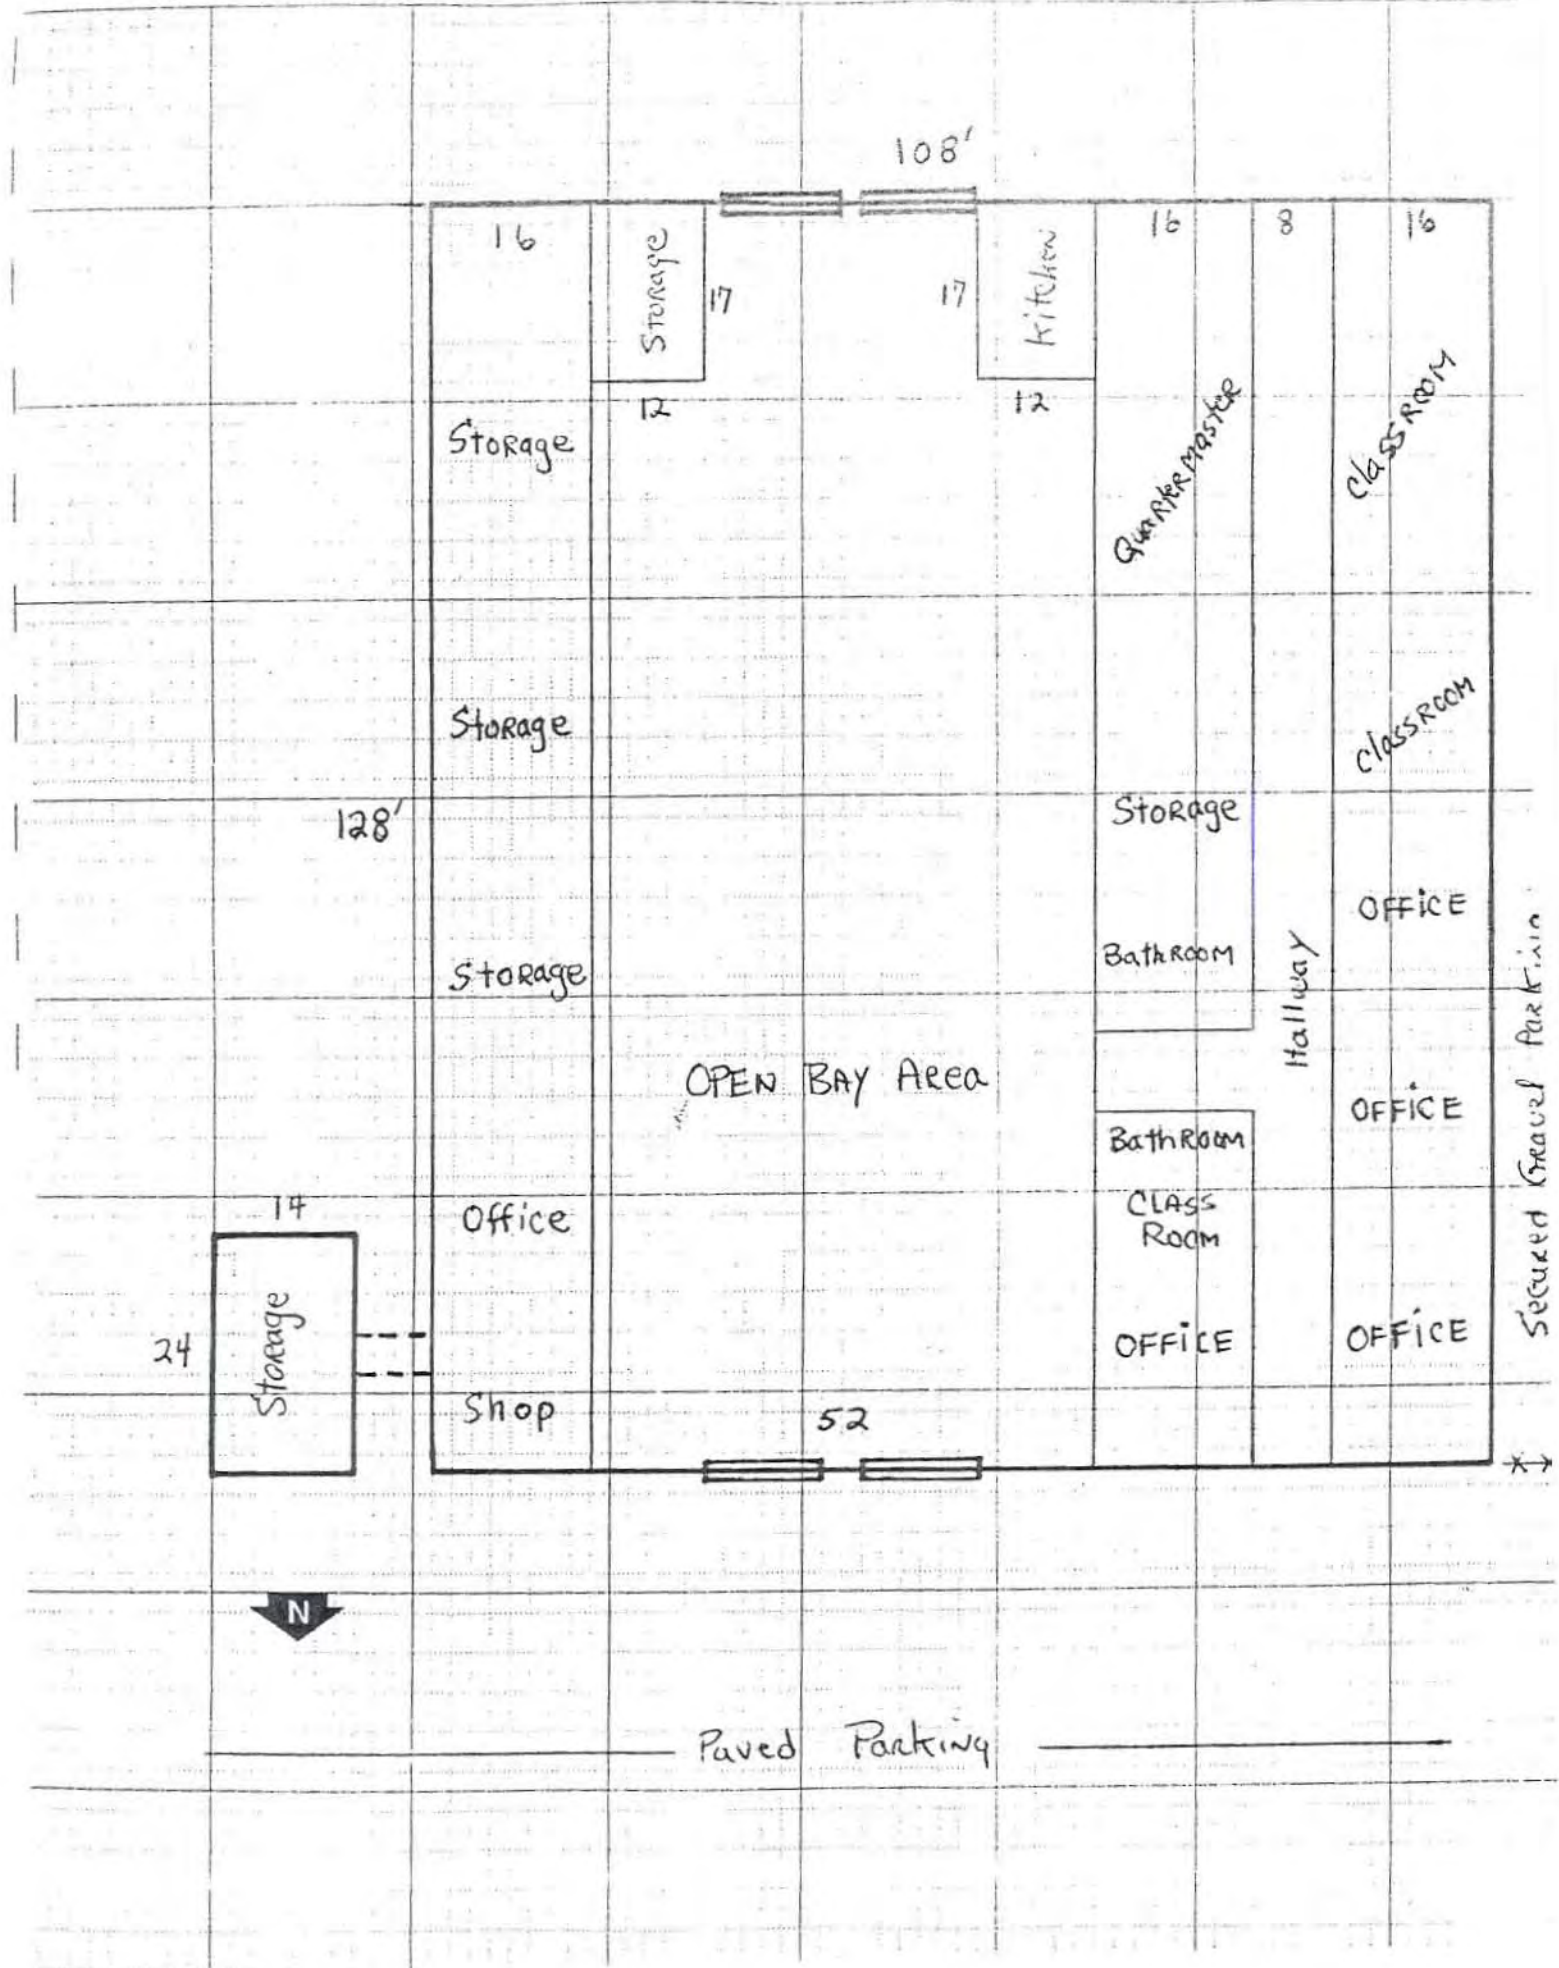 108'
16
Storage
17
17
Kitchen
16
8
16
12
12
Storage
QuarterMaster
ClassRoom
Storage
ClassRoom
128'
Storage
Storage
OFFICE
BathRoom
Hallway
OPEN BAY Area
OFFICE
Secured Gravel Parkin
BathRoom
14
Office
CLASS
ROOM
24
Storage
OFFICE
OFFICE
Shop
52
N
Paved Parking